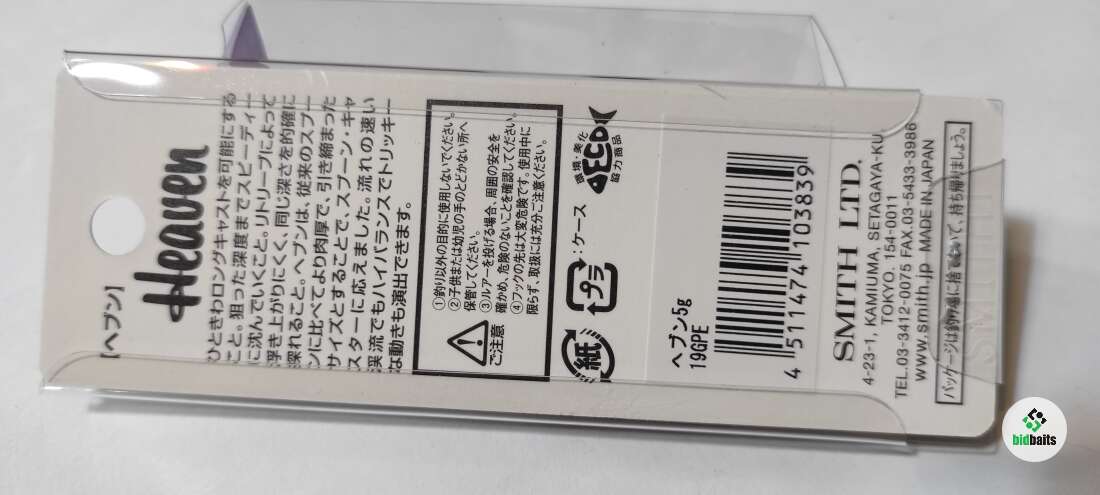 [ヘブン]
Heaven
ひときわロングキャストを可能にする
こと。狙った深度までスピーディー
に沈んでいくこと。リトリーブによって
浮き上がりにくく、同じ深さを的確に
探れること。ヘブンは、従来のスプー
ンに比べてより肉厚で、引き締まった
サイズとすることで、スプーン・キャ
スターに応えました。流れの速い
渓流でもハイバランスでトリッキー
な動きも演出できます。
ご注意
①釣り以外の目的に使用しないでください。
②子供または幼児の手のとどかない所へ
保管してください。
③ルアーを投げる場合、周囲の安全を
確かめ、危険のないことを確認してください。
④フックの先は大変危険です。使用中に
限らず、取扱には充分ご注意ください。
紙
プラ
:ケース
環境・美化
ECO
協力商品
ヘブン5g
19GPE
4 511474 103839
SMITH LTD.
4-23-1, KAMIUMA, SETAGAYA-KU
TOKYO. 154-0011
TEL.03-3412-0075 FAX.03-5433-3986
www.smith.jp MADE IN JAPAN
パッケージは釣り場に捨てないで、持ち帰りましょう。
bidbaits